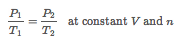 P₁/T₁ = P₂/T₂ at constant V and n